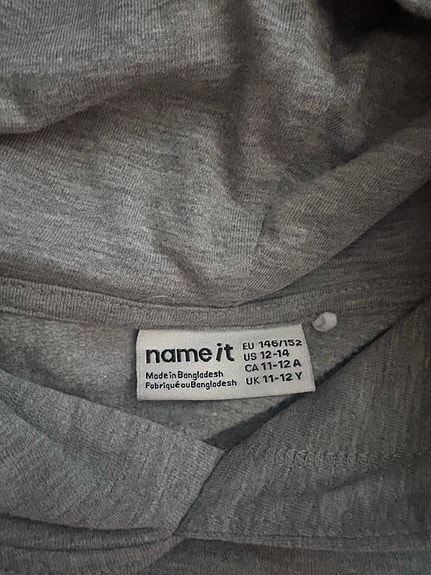 name it
Made in Bangladesh
Fabriqué au Bangladesh
EU 146/152
US 12-14
CA 11-12 A
UK 11-12 Y